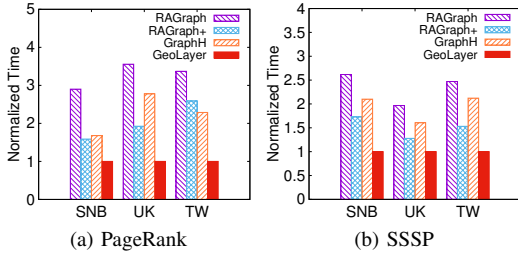 Normalized Time
5
4
3
2
1
0
RAGraph
RAGraph+
GraphH
GeoLayer
SNB UK TW
(a) PageRank
Normalized Time
4
3.5
3
2.5
2
1.5
1
0.5
0
RAGraph
RAGraph+
GraphH
GeoLayer
SNB UK TW
(b) SSSP